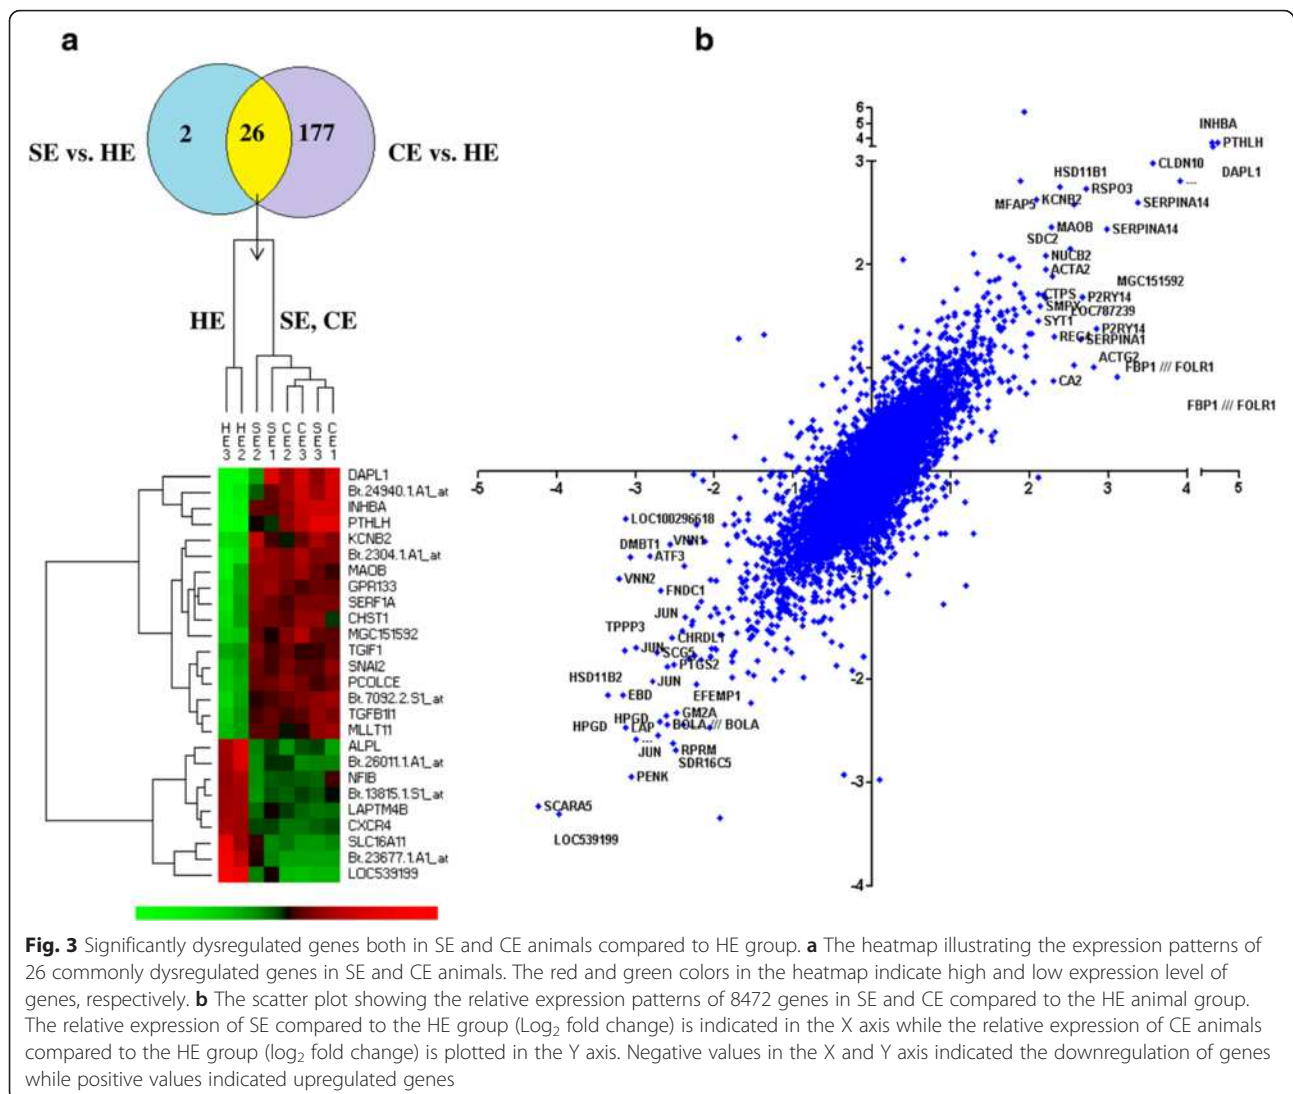 a
2
26
177
SE vs. HE
CE vs. HE
HE
SE, CE
HE3
HE2
SE2
SE1
CE2
CE3
SE3
CE1
DAPL1
Bt.24940.1.A1_at
INHBA
PTHLH
KCNB2
Bt.2304.1.A1_at
MAOB
GPR133
SERF1A
CHST1
MGC151592
TGIF1
SNAI2
PCOLCE
Bt.7092.2.S1_at
TGFB1I1
MLLT11
ALPL
Bt.26011.1.A1_at
NFIB
Bt.13815.1.S1_at
LAPTM4B
CXCR4
SLC16A11
Bt.23677.1.A1_at
LOC539199
b
6
5
4
3
2
-2
-3
-4
-5
-4
-3
-2
-1
1
2
3
4
6
INHBA
PTHLH
CLDN10
DAPL1
---
HSD11B1
RSPO3
MFAP5
KCNB2
SERPINA14
MAOB
SERPINA14
SDC2
NUCB2
ACTA2
MGC151592
CTPS
P2RY14
SMPX
LOC787239
SYT1
P2RY14
REG4
SERPINA1
ACTG2
FBP1 /// FOLR1
CA2
FBP1 /// FOLR1
LOC100296618
DMBT1
VNN1
ATF3
VNN2
FNDC1
JUN
TPPP3
CHRDL1
JUN
SCG5
PTGS2
HSD11B2
JUN
EBD
EFEMP1
GM2A
HPGD
HPGD
LAP
BOLA /// BOLA
---
JUN
RPRM
SDR16C5
PENK
SCARA5
LOC539199
Fig. 3 Significantly dysregulated genes both in SE and CE animals compared to HE group. a The heatmap illustrating the expression patterns of
26 commonly dysregulated genes in SE and CE animals. The red and green colors in the heatmap indicate high and low expression level of
genes, respectively. b The scatter plot showing the relative expression patterns of 8472 genes in SE and CE compared to the HE animal group.
The relative expression of SE compared to the HE group (Log2 fold change) is indicated in the X axis while the relative expression of CE animals
compared to the HE group (log2 fold change) is plotted in the Y axis. Negative values in the X and Y axis indicated the downregulation of genes
while positive values indicated upregulated genes